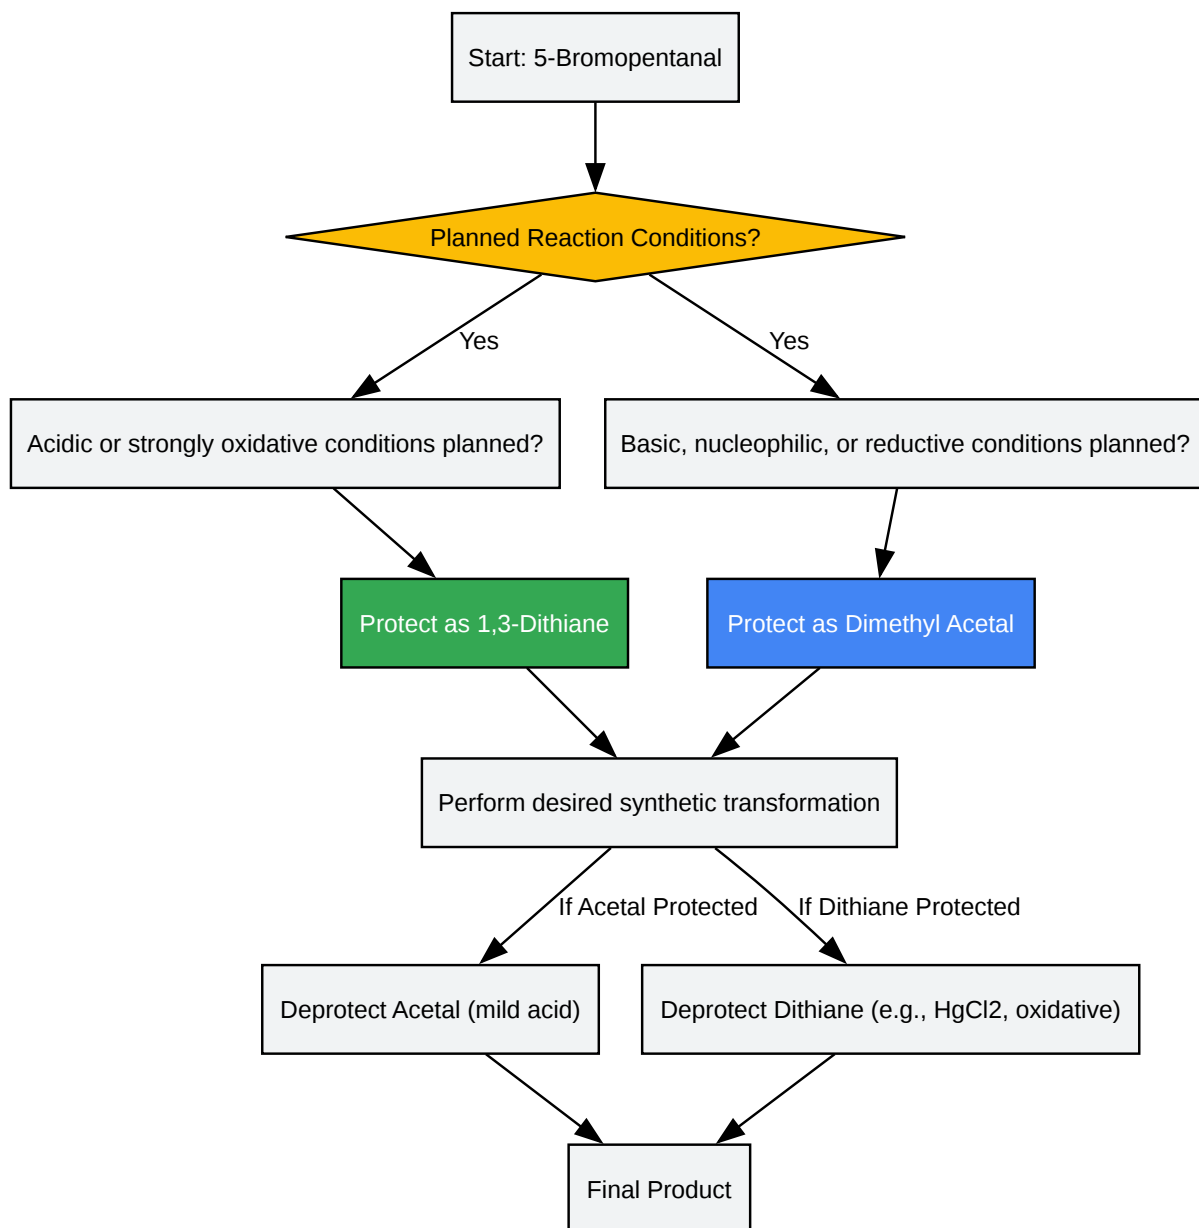 Start: 5-Bromopentanal
Planned Reaction Conditions?
Yes
Yes
Acidic or strongly oxidative conditions planned?
Basic, nucleophilic, or reductive conditions planned?
Protect as 1,3-Dithiane
Protect as Dimethyl Acetal
Perform desired synthetic transformation
If Acetal Protected
If Dithiane Protected
Deprotect Acetal (mild acid)
Deprotect Dithiane (e.g., HgCl2, oxidative)
Final Product